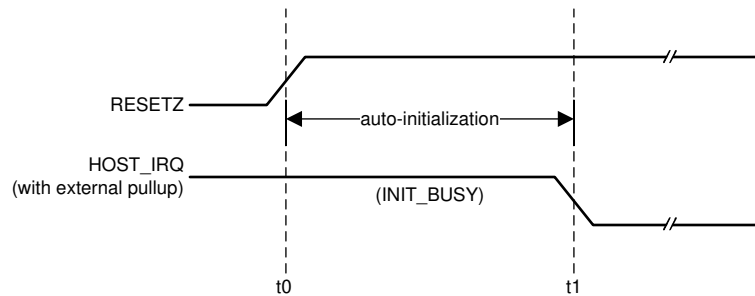 RESETZ
auto-initialization
HOST_IRQ
(with external pullup)
(INIT_BUSY)
t0
t1